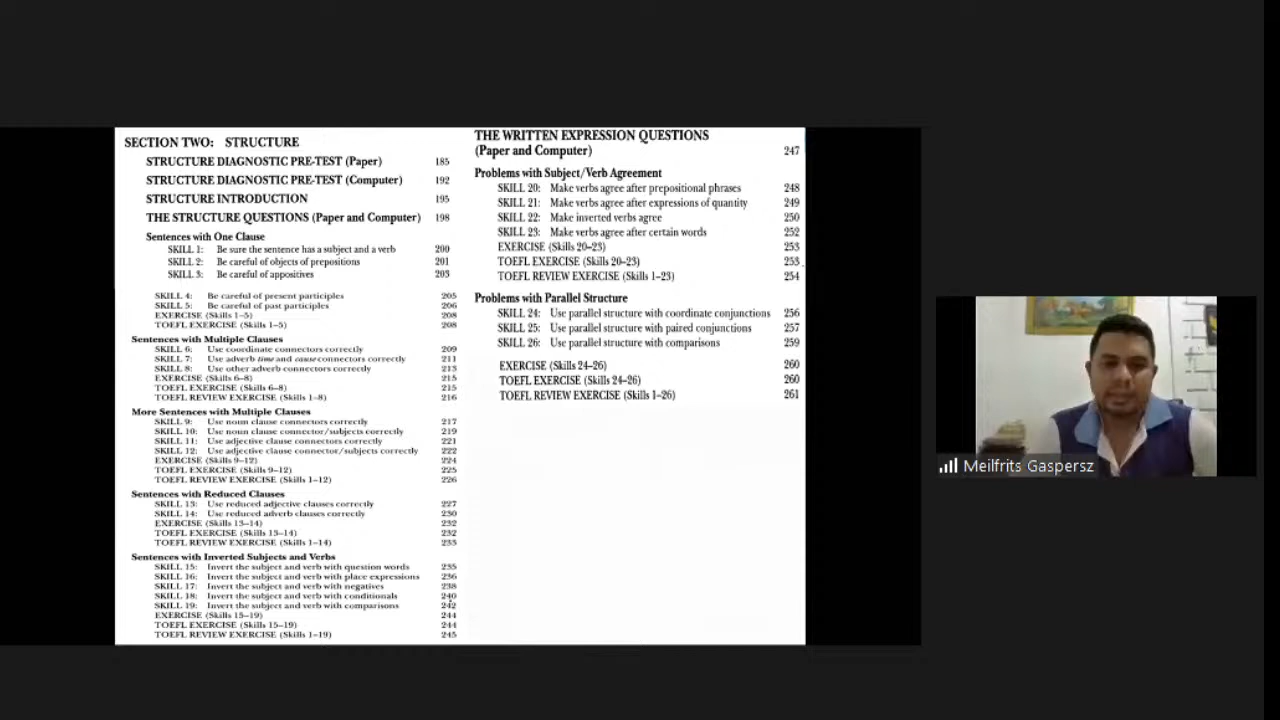 SECTION TWO: STRUCTURE
STRUCTURE DIAGNOSTIC PRE-TEST (Paper) 185
STRUCTURE DIAGNOSTIC PRE-TEST (Computer) 192
STRUCTURE INTRODUCTION 195
THE STRUCTURE QUESTIONS (Paper and Computer) 198
Sentences with One Clause
SKILL 1: Be sure the sentence has a subject and a verb 200
SKILL 2: Be careful of objects of prepositions 201
SKILL 3: Be careful of appositives 203
SKILL 4: Be careful of present participles 205
SKILL 5: Be careful of past participles 206
EXERCISE (Skills 1–5) 208
TOEFL EXERCISE (Skills 1–5) 208
Sentences with Multiple Clauses
SKILL 6: Use coordinate connectors correctly 209
SKILL 7: Use adverb time and cause connectors correctly 211
SKILL 8: Use other adverb connectors correctly 213
EXERCISE (Skills 6–8) 215
TOEFL EXERCISE (Skills 6–8) 215
TOEFL REVIEW EXERCISE (Skills 1–8) 216
More Sentences with Multiple Clauses
SKILL 9: Use noun clause connectors correctly 217
SKILL 10: Use noun clause connector/subjects correctly 219
SKILL 11: Use adjective clause connectors correctly 221
SKILL 12: Use adjective clause connector/subjects correctly 222
EXERCISE (Skills 9–12) 224
TOEFL EXERCISE (Skills 9–12) 225
TOEFL REVIEW EXERCISE (Skills 1–12) 226
Sentences with Reduced Clauses
SKILL 13: Use reduced adjective clauses correctly 227
SKILL 14: Use reduced adverb clauses correctly 230
EXERCISE (Skills 13–14) 232
TOEFL EXERCISE (Skills 13–14) 232
TOEFL REVIEW EXERCISE (Skills 1–14) 233
Sentences with Inverted Subjects and Verbs
SKILL 15: Invert the subject and verb with question words 235
SKILL 16: Invert the subject and verb with place expressions 236
SKILL 17: Invert the subject and verb with negatives 238
SKILL 18: Invert the subject and verb with conditionals 240
SKILL 19: Invert the subject and verb with comparisons 242
EXERCISE (Skills 15–19) 244
TOEFL EXERCISE (Skills 15–19) 244
TOEFL REVIEW EXERCISE (Skills 1–19) 245
THE WRITTEN EXPRESSION QUESTIONS
(Paper and Computer) 247
Problems with Subject/Verb Agreement
SKILL 20: Make verbs agree after prepositional phrases 248
SKILL 21: Make verbs agree after expressions of quantity 249
SKILL 22: Make inverted verbs agree 250
SKILL 23: Make verbs agree after certain words 252
EXERCISE (Skills 20–23) 253
TOEFL EXERCISE (Skills 20–23) 253
TOEFL REVIEW EXERCISE (Skills 1–23) 254
Problems with Parallel Structure
SKILL 24: Use parallel structure with coordinate conjunctions 256
SKILL 25: Use parallel structure with paired conjunctions 257
SKILL 26: Use parallel structure with comparisons 259
EXERCISE (Skills 24–26) 260
TOEFL EXERCISE (Skills 24–26) 260
TOEFL REVIEW EXERCISE (Skills 1–26) 261
Meilfrits Gaspersz